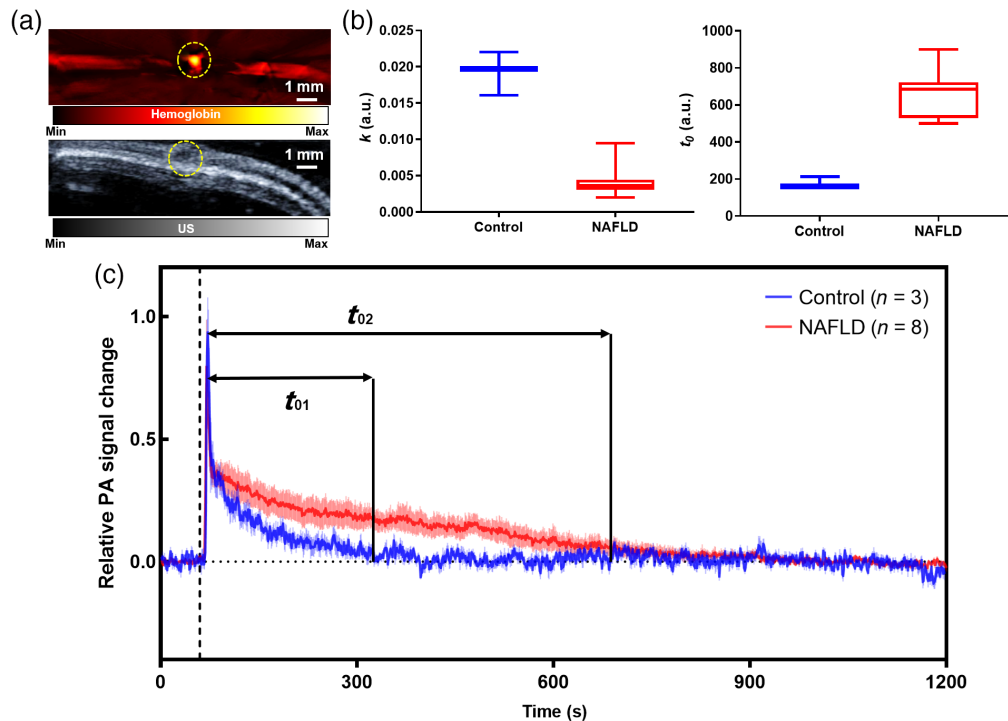 (a)
1 mm
Hemoglobin
Min Max
1 mm
US
Min Max
(b)
k (a.u.)
0.020
0.015
0.010
0.005
0.000
Control NAFLD
t0 (a.u.)
1000
800
600
400
200
0
Control NAFLD
(c)
Relative PA signal change
1.0
0.5
0.0
t02
t01
Control (n = 3)
NAFLD (n = 8)
0 300 600 900 1200
Time (s)